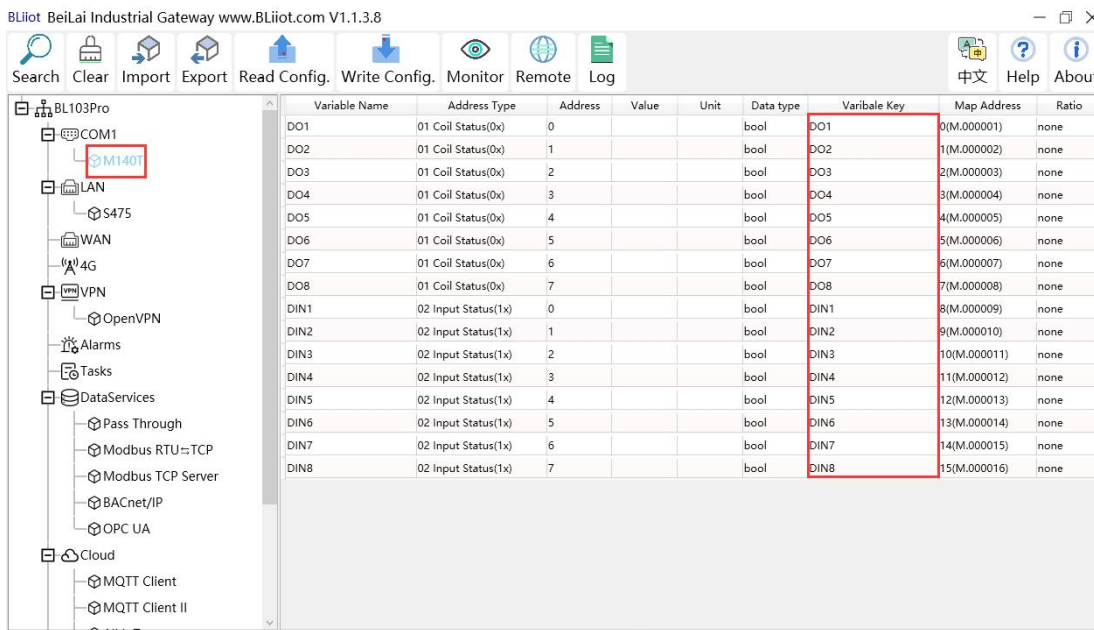 BLiiot BeiLai Industrial Gateway www.BLiiot.com V1.1.3.8
Search Clear Import Export Read Config. Write Config. Monitor Remote Log 中文 Help About
BL103Pro
COM1
M140T
LAN
S475
WAN
4G
VPN
OpenVPN
Alarms
Tasks
DataServices
Pass Through
Modbus RTU⇆TCP
Modbus TCP Server
BACnet/IP
OPC UA
Cloud
MQTT Client
MQTT Client II
Variable Name Address Type Address Value Unit Data type Varibale Key Map Address Ratio
DO1 01 Coil Status(0x) 0 bool DO1 0(M.000001) none
DO2 01 Coil Status(0x) 1 bool DO2 1(M.000002) none
DO3 01 Coil Status(0x) 2 bool DO3 2(M.000003) none
DO4 01 Coil Status(0x) 3 bool DO4 3(M.000004) none
DO5 01 Coil Status(0x) 4 bool DO5 4(M.000005) none
DO6 01 Coil Status(0x) 5 bool DO6 5(M.000006) none
DO7 01 Coil Status(0x) 6 bool DO7 6(M.000007) none
DO8 01 Coil Status(0x) 7 bool DO8 7(M.000008) none
DIN1 02 Input Status(1x) 0 bool DIN1 8(M.000009) none
DIN2 02 Input Status(1x) 1 bool DIN2 9(M.000010) none
DIN3 02 Input Status(1x) 2 bool DIN3 10(M.000011) none
DIN4 02 Input Status(1x) 3 bool DIN4 11(M.000012) none
DIN5 02 Input Status(1x) 4 bool DIN5 12(M.000013) none
DIN6 02 Input Status(1x) 5 bool DIN6 13(M.000014) none
DIN7 02 Input Status(1x) 6 bool DIN7 14(M.000015) none
DIN8 02 Input Status(1x) 7 bool DIN8 15(M.000016) none